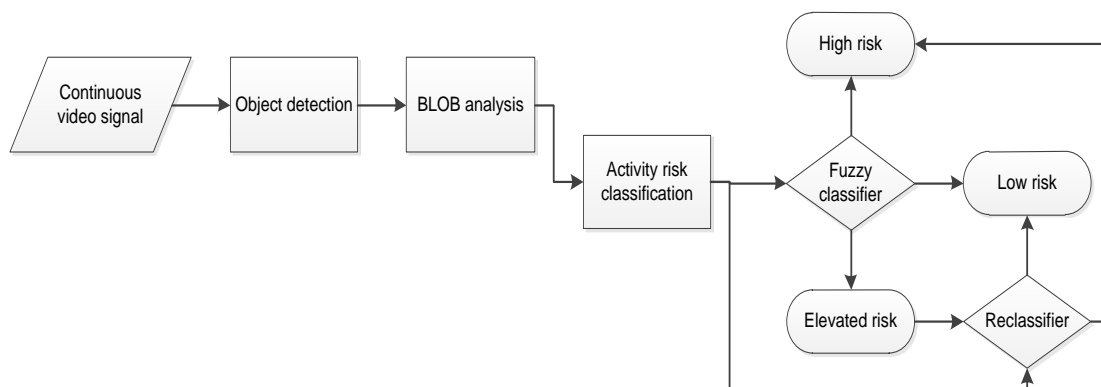 Continuous
video signal
Object detection
BLOB analysis
Activity risk
classification
High risk
Fuzzy
classifier
Low risk
Elevated risk
Reclassifier